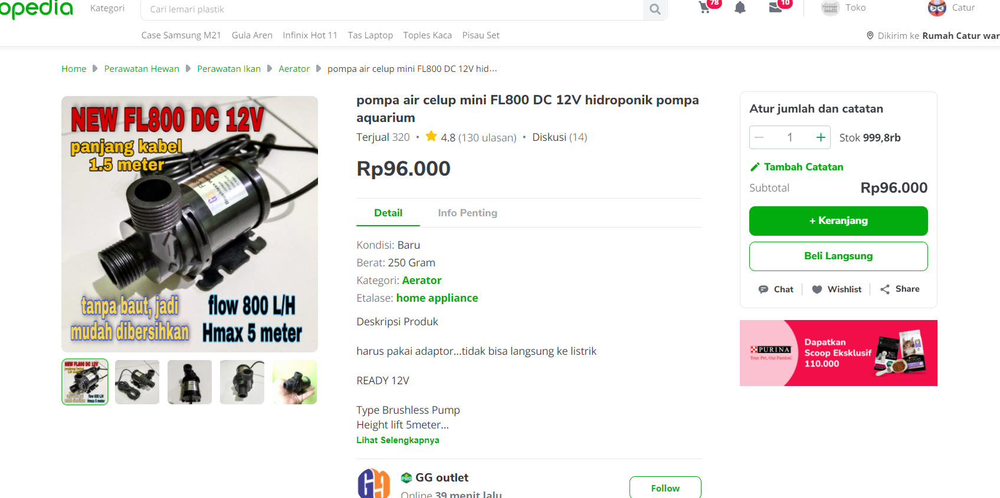 opedia
Kategori
Cari lemari plastik
78
10
Toko
Catur
Case Samsung M21 Gula Aren Infinix Hot 11 Tas Laptop Toples Kaca Pisau Set
Dikirim ke Rumah Catur war
Home Perawatan Hewan Perawatan Ikan Aerator pompa air celup mini FL800 DC 12V hid...
NEW FL800 DC 12V
panjang kabel
1.5 meter
Brushless
tanpa baut, jadi
mudah dibersihkan
flow 800 L/H
Hmax 5 meter
pompa air celup mini FL800 DC 12V hidroponik pompa
aquarium
Terjual 320 • 4.8 (130 ulasan) • Diskusi (14)
Rp96.000
Detail Info Penting
Kondisi: Baru
Berat: 250 Gram
Kategori: Aerator
Etalase: home appliance
Deskripsi Produk
harus pakai adaptor...tidak bisa langsung ke listrik
READY 12V
Type Brushless Pump
Height lift 5meter...
Lihat Selengkapnya
PRO GG outlet
Online 39 menit lalu
Follow
Atur jumlah dan catatan
1 Stok 999,8rb
Tambah Catatan
Subtotal Rp96.000
+ Keranjang
Beli Langsung
Chat Wishlist Share
PURINA
Your Pet, Our Passion.
Dapatkan
Scoop Eksklusif
110.000